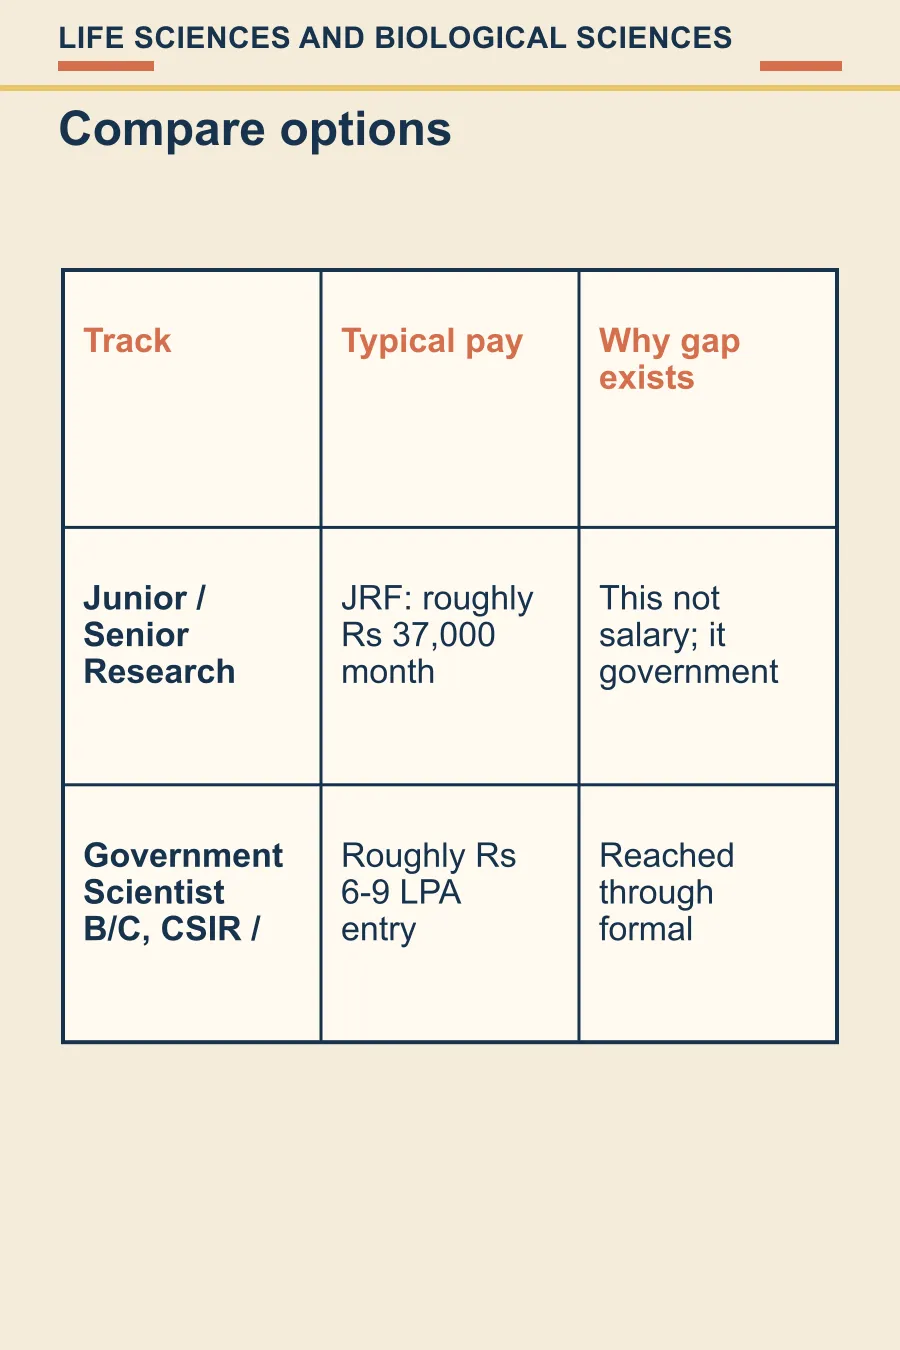 LIFE SCIENCES AND BIOLOGICAL SCIENCES
Compare options
Track
Typical pay
Why gap
exists
Junior /
Senior
Research
JRF: roughly
Rs 37,000
month
This not
salary; it
government
Government
Scientist
B/C, CSIR /
Roughly Rs
6-9 LPA
entry
Reached
through
formal